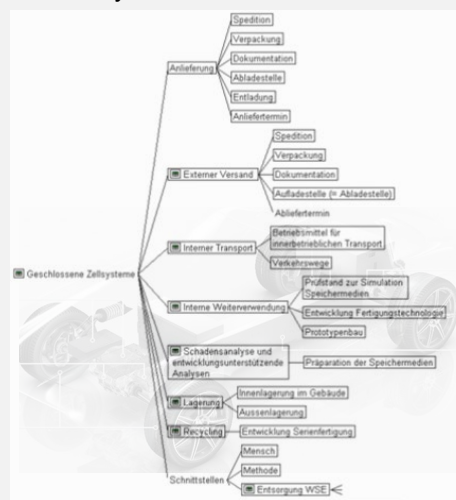 Spedition
Verpackung
Dokumentation
Anlieferung
Abladestelle
Entladung
Anliefertermin
Spedition
Verpackung
Externer Versand
Dokumentation
Aufladestelle (= Abladestelle)
Abliefertermin
Betriebsmittel für
innerbetrieblichen Transport
Interner Transport
Verkehrswege
Geschlossene Zellsysteme
Prüfstand zur Simulation
Speichermedien
Interne Weiterverwendung
Entwicklung Fertigungstechnologie
Prototypenbau
Schadensanalyse und
entwicklungsunterstützende
Analysen
Präparation der Speichermedien
Innenlagerung im Gebäude
Lagerung
Aussenlagerung
Recycling
Entwicklung Serienfertigung
Mensch
Methode
Schnittstellen
Entsorgung WSE